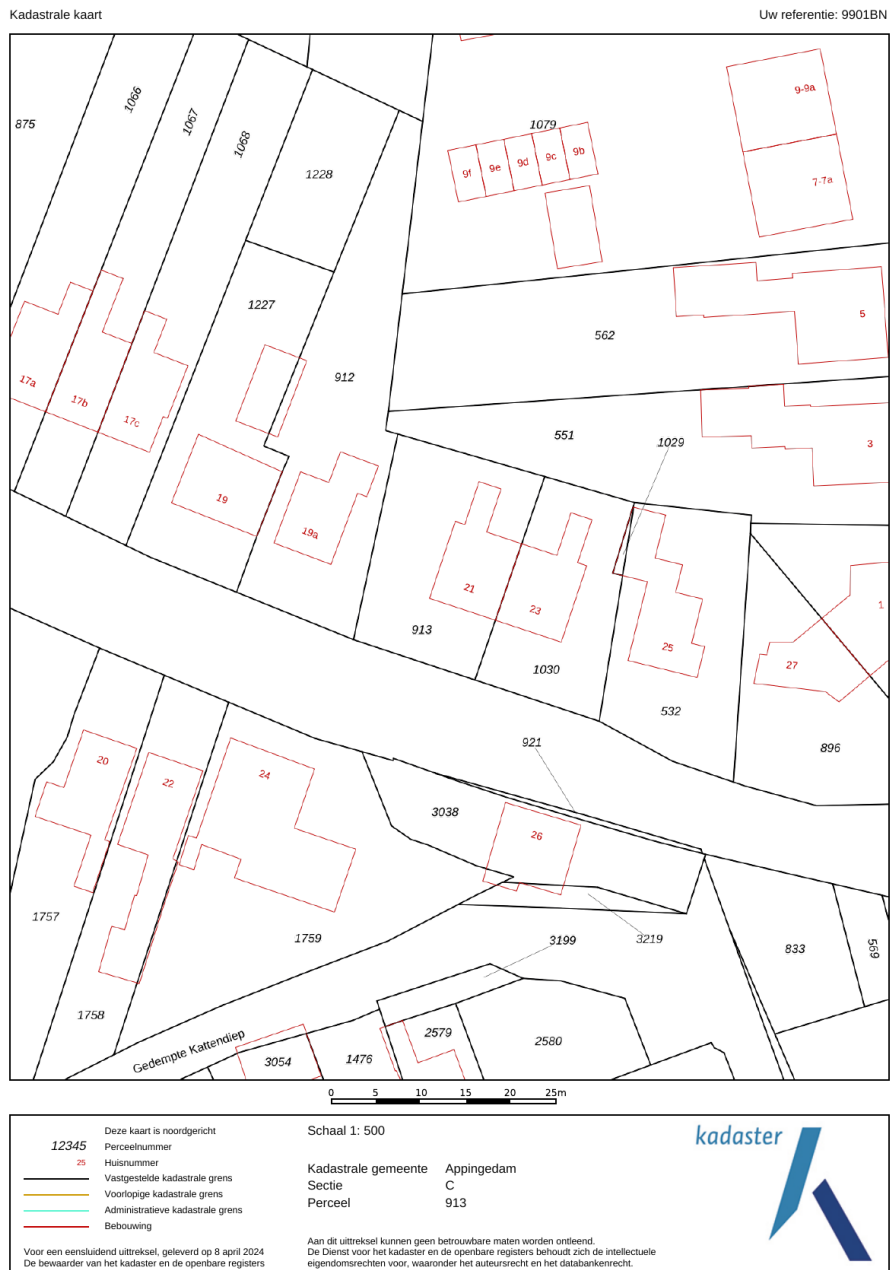 Kadastrale kaart
Uw referentie: 9901BN
875
1066
1067
1068
1228
1079
9f
9e
9d
9c
9b
9-9a
7-7a
1227
912
562
5
17a
17b
17c
19
19a
551
1029
3
21
23
25
27
1
913
1030
532
896
921
20
22
24
3038
26
1757
1759
3199
3219
833
569
1758
Gedempte Kattendiep
3054
1476
2579
2580
0 5 10 15 20 25m
Deze kaart is noordgericht
12345 Perceelnummer
25 Huisnummer
Vastgestelde kadastrale grens
Voorlopige kadastrale grens
Administratieve kadastrale grens
Bebouwing
Voor een eensluidend uittreksel, geleverd op 8 april 2024
De bewaarder van het kadaster en de openbare registers
Schaal 1: 500
Kadastrale gemeente Appingedam
Sectie C
Perceel 913
Aan dit uittreksel kunnen geen betrouwbare maten worden ontleend.
De Dienst voor het kadaster en de openbare registers behoudt zich de intellectuele
eigendomsrechten voor, waaronder het auteursrecht en het databankenrecht.
kadaster